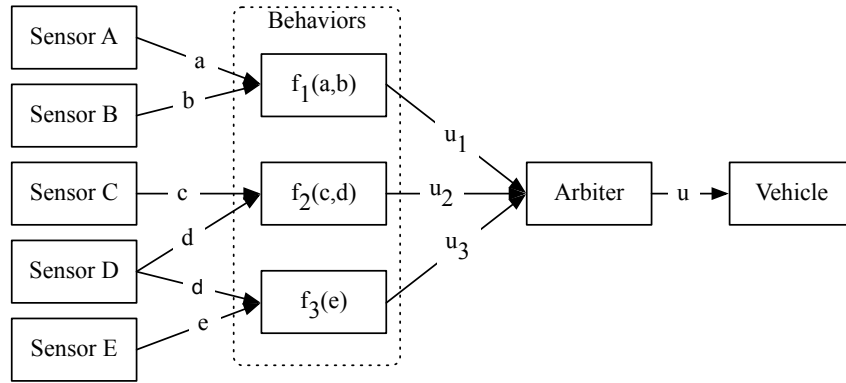 Behaviors
Sensor A
a
f1(a,b)
Sensor B
b
u1
Sensor C
c
f2(c,d)
u2
Arbiter
u
Vehicle
d
Sensor D
d
u3
f3(e)
Sensor E
e